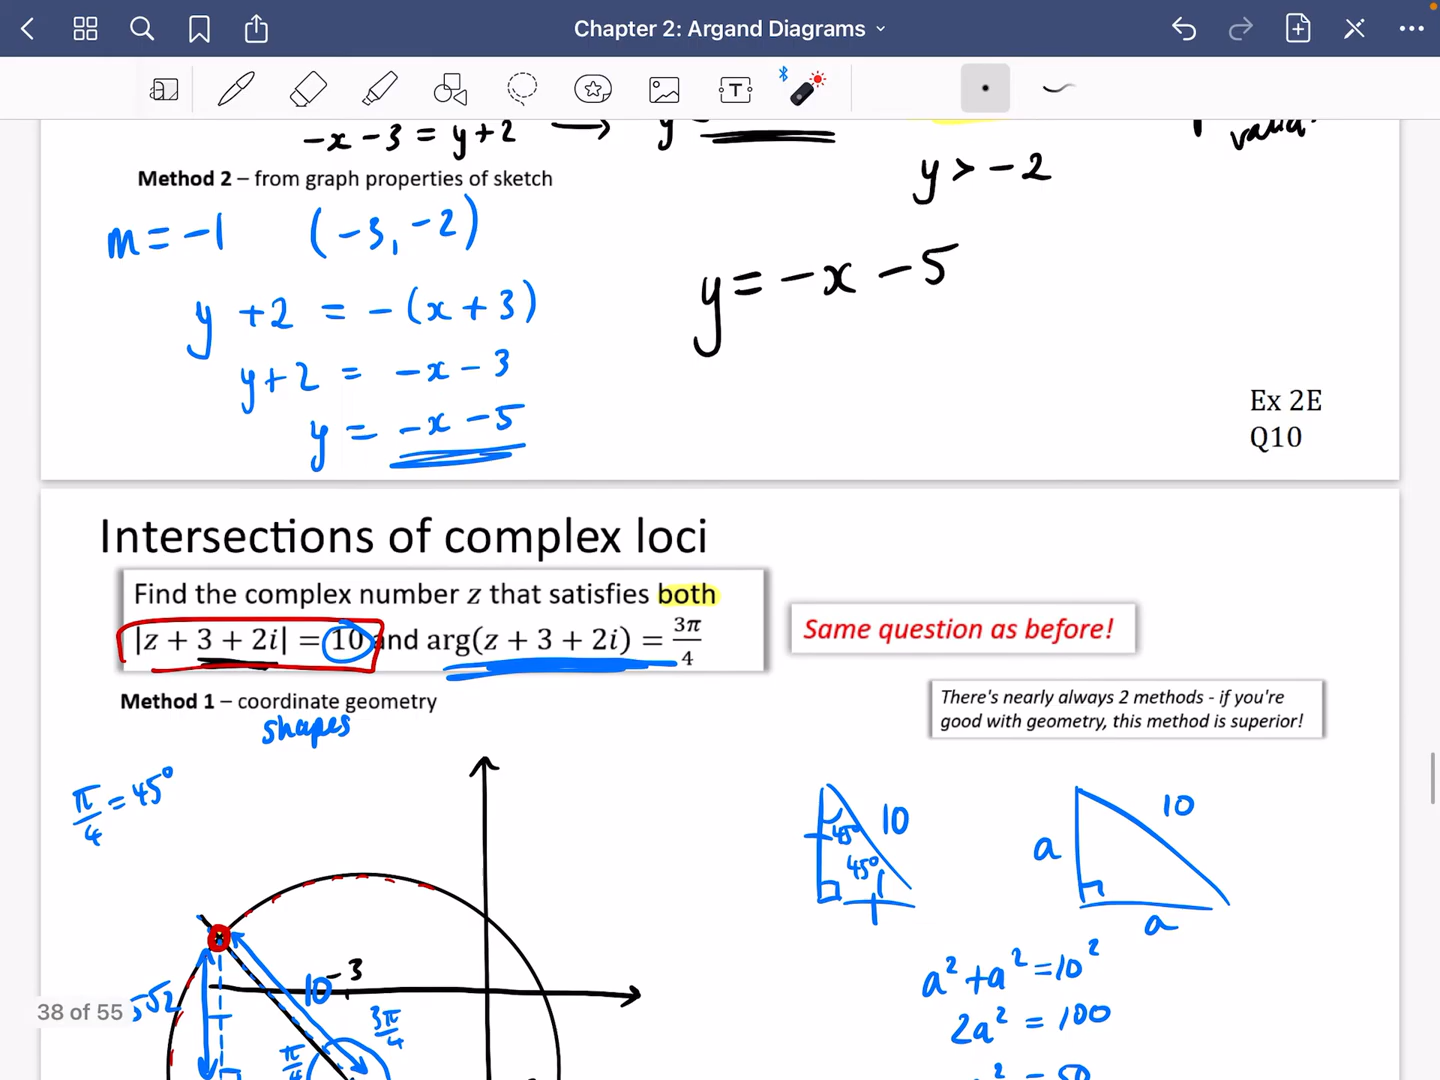 Chapter 2: Argand Diagrams
-x - 3 = y + 2 → y =
valid
y > -2
Method 2 – from graph properties of sketch
m = -1 (-3, -2)
y + 2 = -(x + 3)
y + 2 = -x - 3
y = -x - 5
y = -x - 5
Ex 2E
Q10
Intersections of complex loci
Find the complex number z that satisfies both
|z + 3 + 2i| = 10 and arg(z + 3 + 2i) = 3π/4
Same question as before!
Method 1 – coordinate geometry
shapes
There's nearly always 2 methods - if you're
good with geometry, this method is superior!
π/4 = 45°
45°
45°
10
a
10
a
a² + a² = 10²
2a² = 100
10
-3
5√2
3π/4
π/4
38 of 55